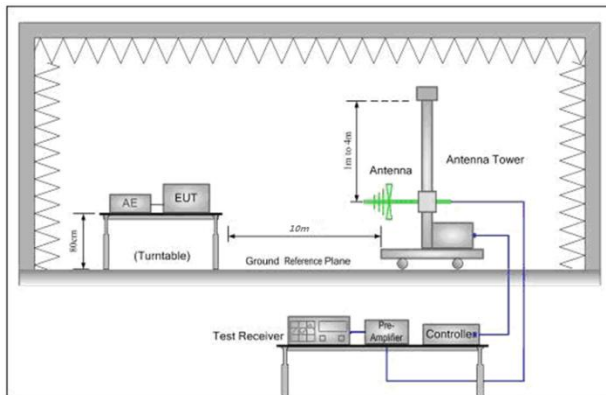 1m to 4m
Antenna
Antenna Tower
AE
EUT
80cm
(Turntable)
10m
Ground Reference Plane
Test Receiver
Pre-
Amplifier
Controller